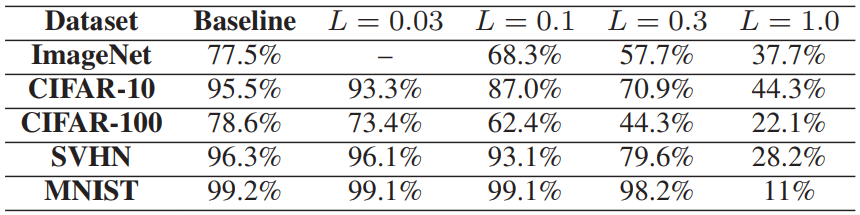 Dataset Baseline L = 0.03 L = 0.1 L = 0.3 L = 1.0
ImageNet 77.5% – 68.3% 57.7% 37.7%
CIFAR-10 95.5% 93.3% 87.0% 70.9% 44.3%
CIFAR-100 78.6% 73.4% 62.4% 44.3% 22.1%
SVHN 96.3% 96.1% 93.1% 79.6% 28.2%
MNIST 99.2% 99.1% 99.1% 98.2% 11%